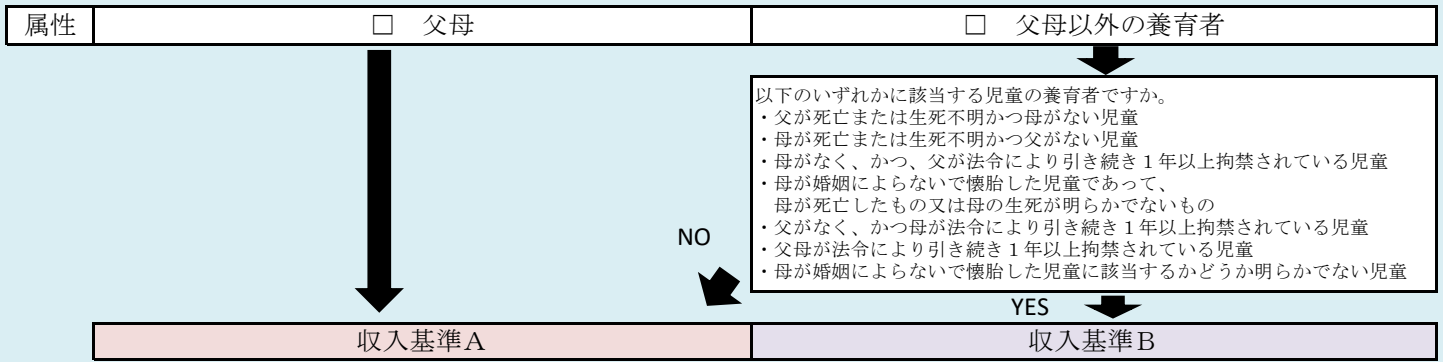 属性 □ 父母 □ 父母以外の養育者
以下のいずれかに該当する児童の養育者ですか。
・父が死亡または生死不明かつ母がない児童
・母が死亡または生死不明かつ父がない児童
・母がなく、かつ、父が法令により引き続き１年以上拘禁されている児童
・母が婚姻によらないで懐胎した児童であって、
母が死亡したもの又は母の生死が明らかでないもの
・父がなく、かつ母が法令により引き続き１年以上拘禁されている児童
・父母が法令により引き続き１年以上拘禁されている児童
・母が婚姻によらないで懐胎した児童に該当するかどうか明らかでない児童
NO
YES
収入基準Ａ 収入基準Ｂ